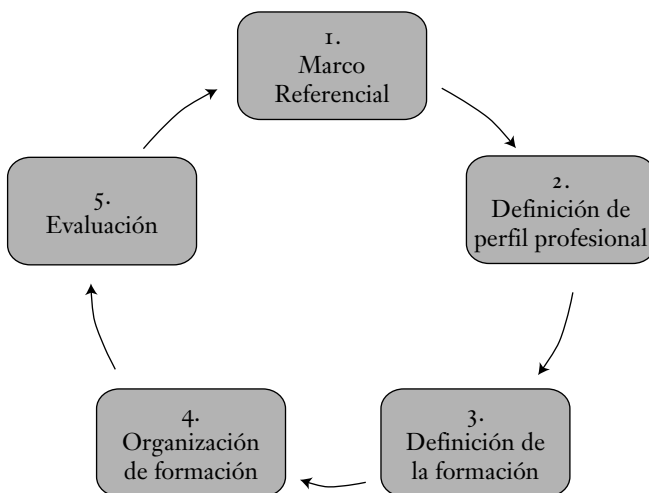 1.
Marco
Referencial
2.
Definición de
perfil profesional
3.
Definición de
la formación
4.
Organización
de formación
5.
Evaluación